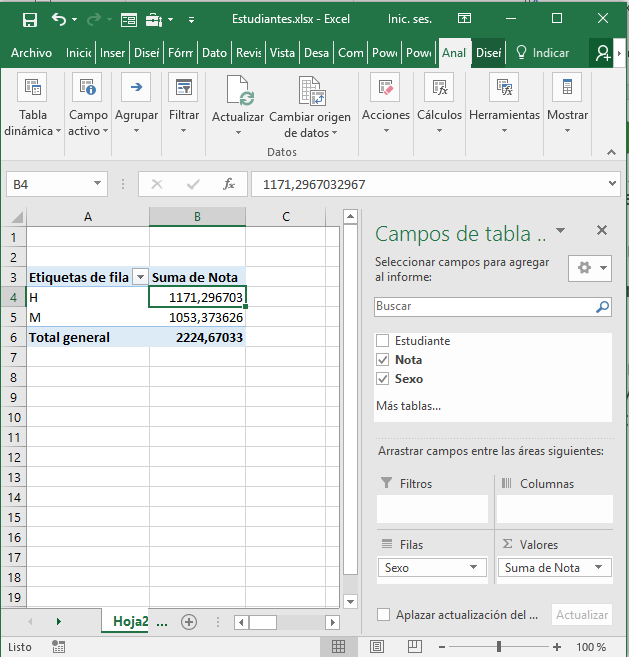 Estudiantes.xlsx - Excel Inic. ses.
Archivo Inicio Inser Diseñ Fórm Dato Revis Vista Desa Com Powe Powe Anal Diseñ Indicar
Tabla dinámica
Campo activo
Agrupar
Filtrar
Actualizar
Cambiar origen de datos
Acciones
Cálculos
Herramientas
Mostrar
Datos
B4 fx 1171,2967032967
A B C
1
2
3 Etiquetas de fila Suma de Nota
4 H 1171,296703
5 M 1053,373626
6 Total general 2224,67033
7
8
9
10
11
12
13
14
15
16
17
18
19
Hoja2 ...
Listo
100 %
Campos de tabla ..
Seleccionar campos para agregar
al informe:
Buscar
Estudiante
Nota
Sexo
Más tablas...
Arrastrar campos entre las áreas siguientes:
Filtros
Columnas
Filas
Σ Valores
Sexo
Suma de Nota
Aplazar actualización del ...
Actualizar